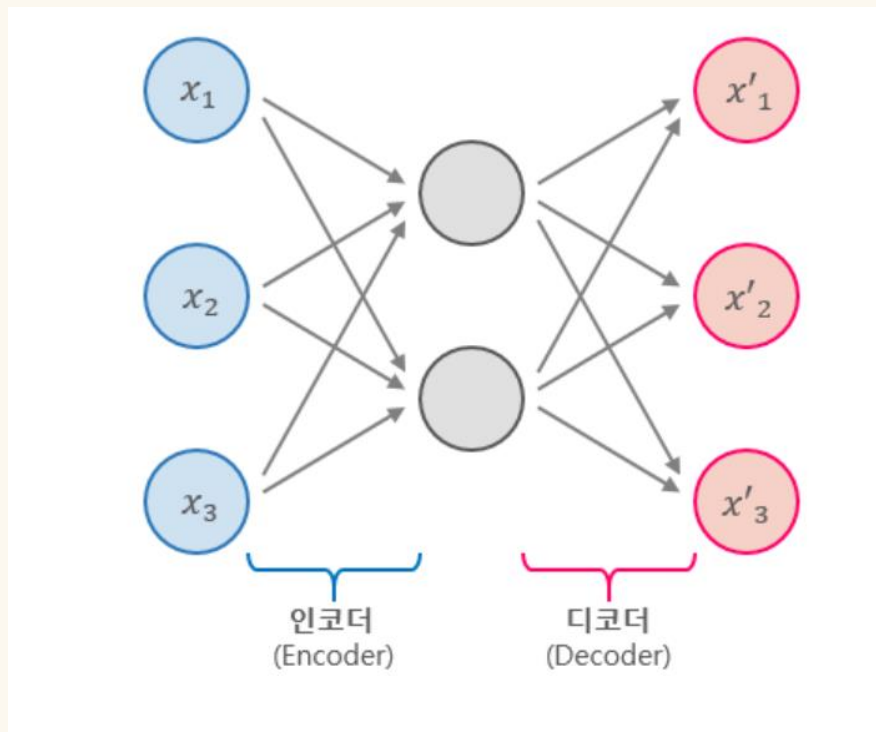 x₁
x′₁
x₂
x′₂
x₃
x′₃
인코더
(Encoder)
디코더
(Decoder)